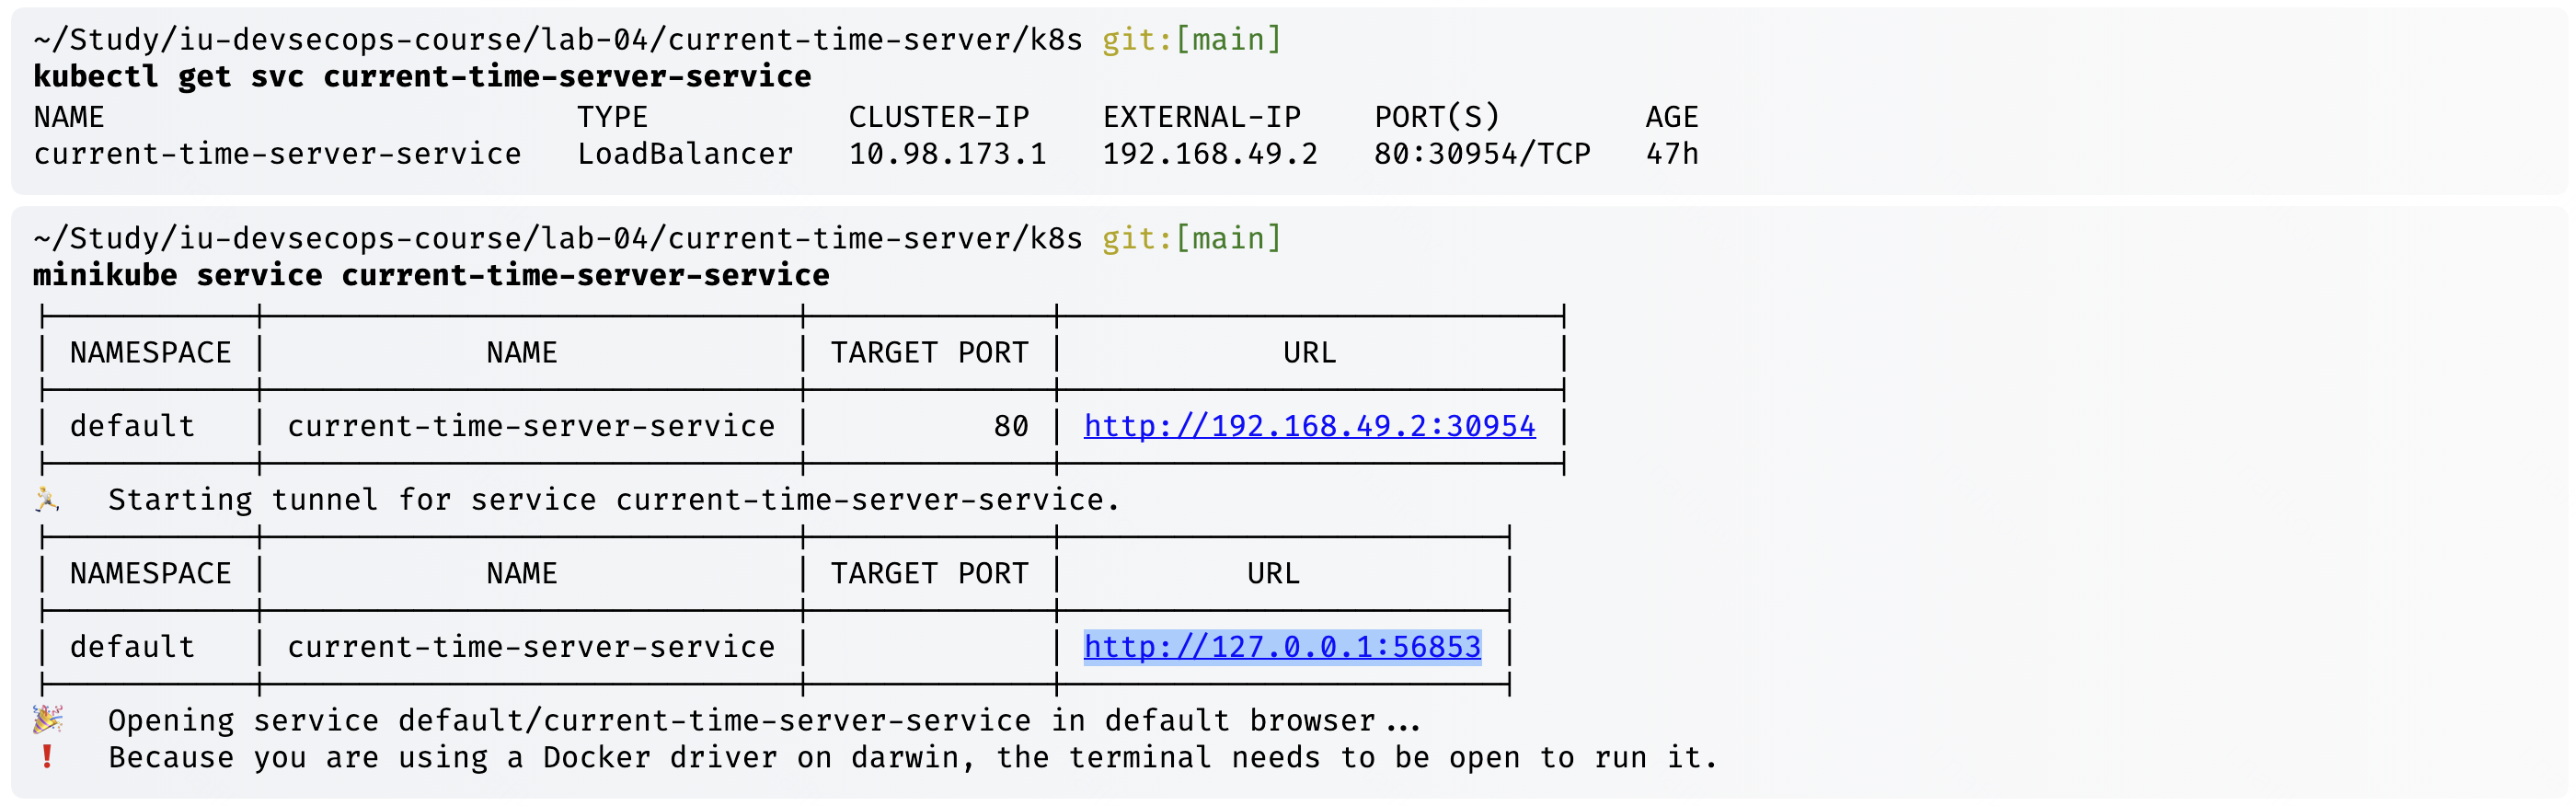 ~/Study/iu-devsecops-course/lab-04/current-time-server/k8s git:[main]
kubectl get svc current-time-server-service
NAME TYPE CLUSTER-IP EXTERNAL-IP PORT(S) AGE
current-time-server-service LoadBalancer 10.98.173.1 192.168.49.2 80:30954/TCP 47h
~/Study/iu-devsecops-course/lab-04/current-time-server/k8s git:[main]
minikube service current-time-server-service
| NAMESPACE | NAME | TARGET PORT | URL |
| default | current-time-server-service | 80 | http://192.168.49.2:30954 |
🏃 Starting tunnel for service current-time-server-service.
| NAMESPACE | NAME | TARGET PORT | URL |
| default | current-time-server-service | | http://127.0.0.1:56853 |
🎉 Opening service default/current-time-server-service in default browser...
❗ Because you are using a Docker driver on darwin, the terminal needs to be open to run it.